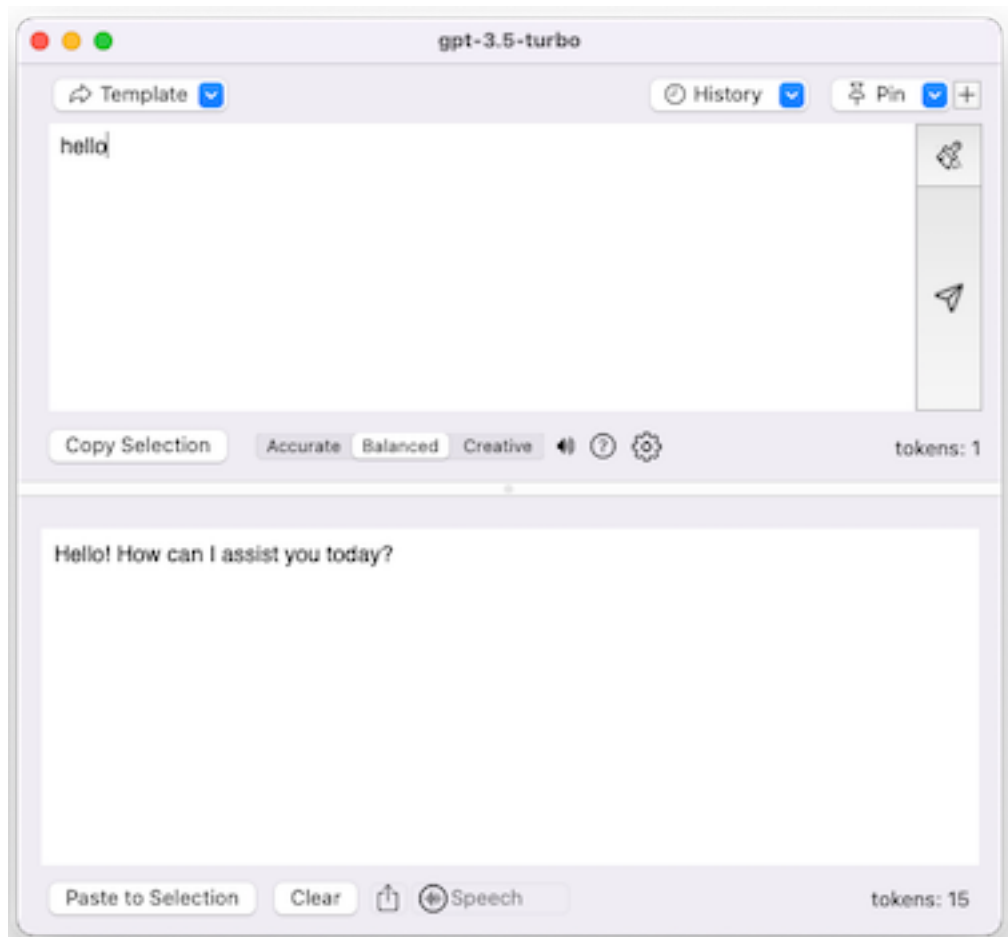 gpt-3.5-turbo
Template History Pin
hello
Copy Selection Accurate Balanced Creative tokens: 1
Hello! How can I assist you today?
Paste to Selection Clear Speech tokens: 15